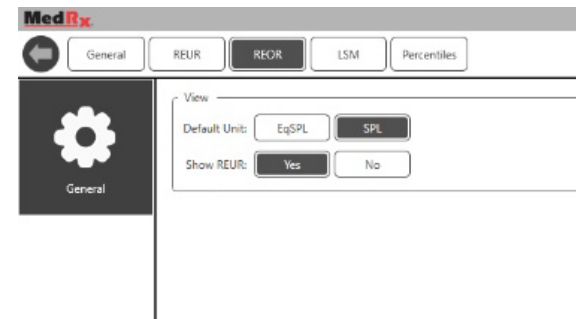 MedRx
General REUR REOR LSM Percentiles
View
Default Unit: EqSPL SPL
Show REUR: Yes No
General